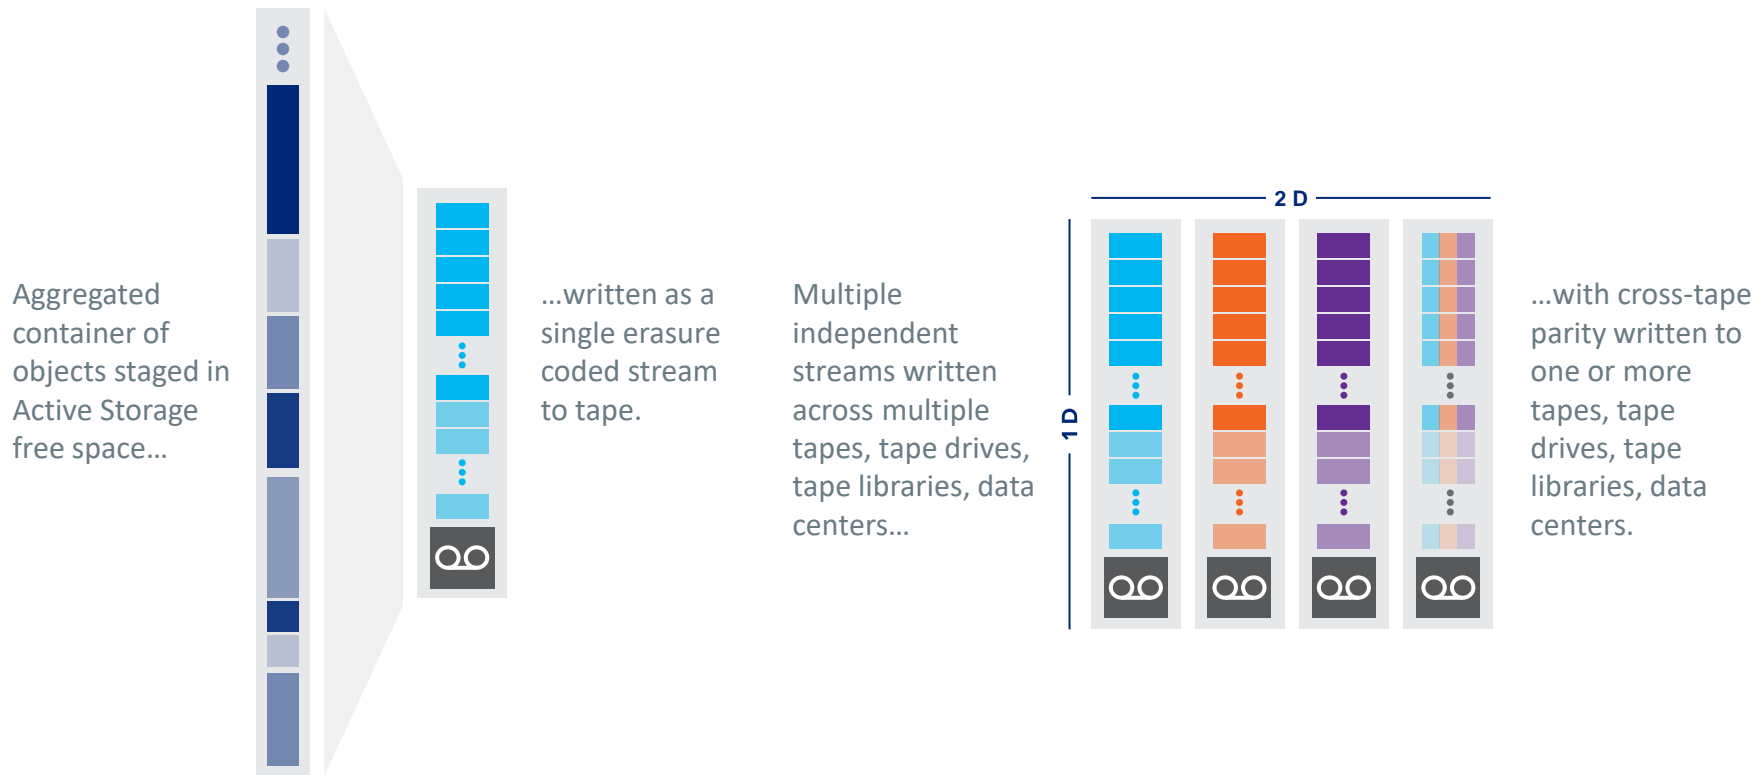 Aggregated
container of
objects staged in
Active Storage
free space...
...written as a
single erasure
coded stream
to tape.
Multiple
independent
streams written
across multiple
tapes, tape drives,
tape libraries, data
centers...
2 D
1 D
...with cross-tape
parity written to
one or more
tapes, tape
drives, tape
libraries, data
centers.